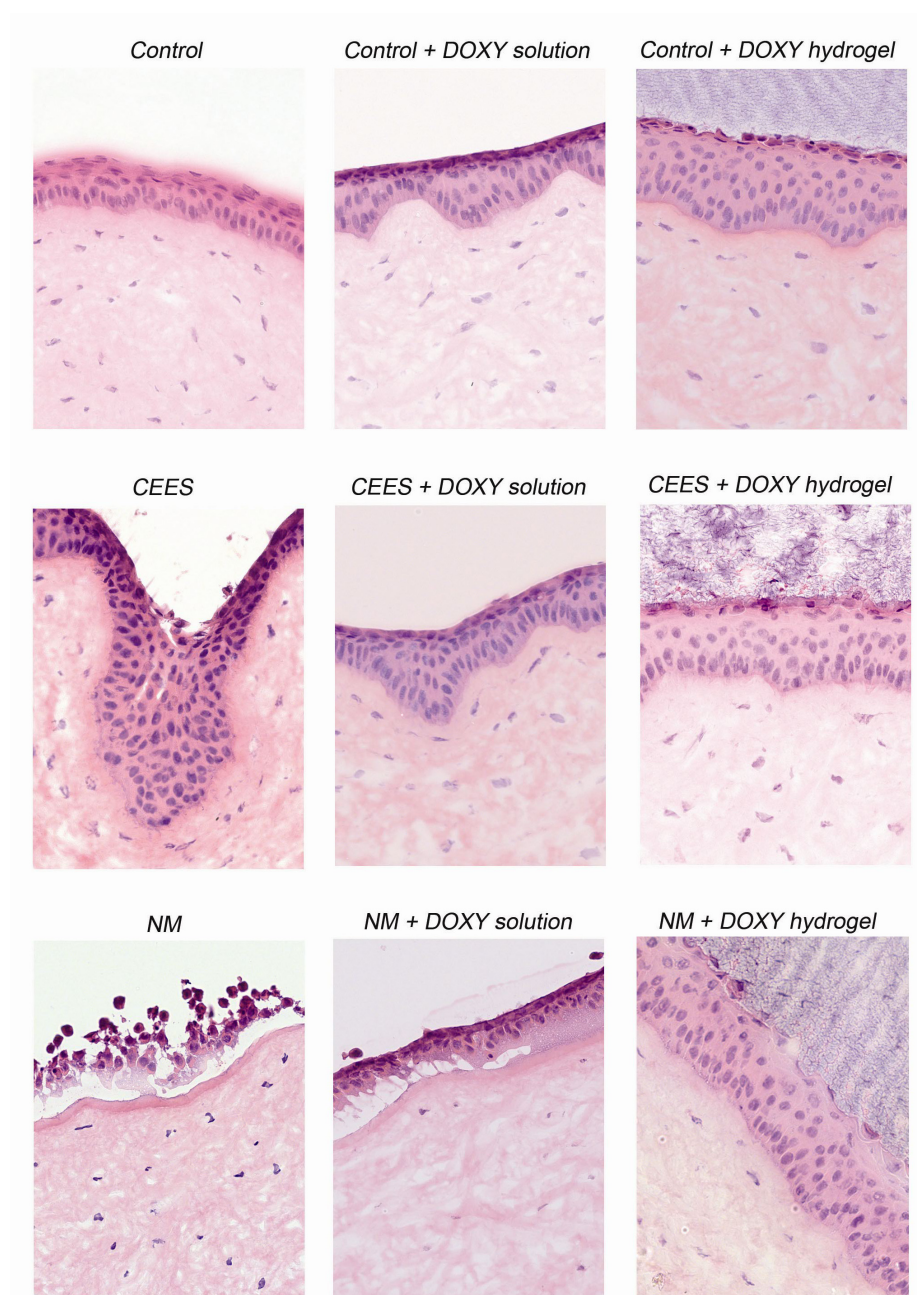 Control
Control + DOXY solution
Control + DOXY hydrogel
CEES
CEES + DOXY solution
CEES + DOXY hydrogel
NM
NM + DOXY solution
NM + DOXY hydrogel